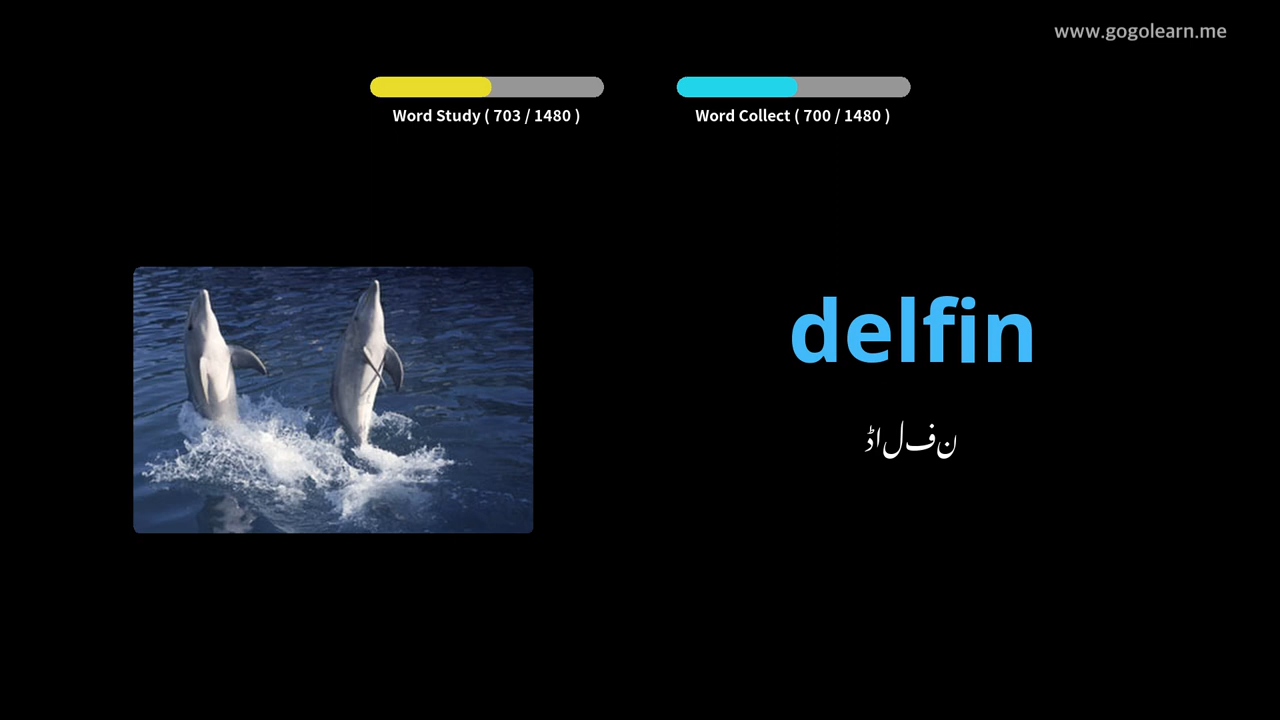 www.gogolearn.me
Word Study ( 703 / 1480 )
Word Collect ( 700 / 1480 )
delfin
ڈالفن